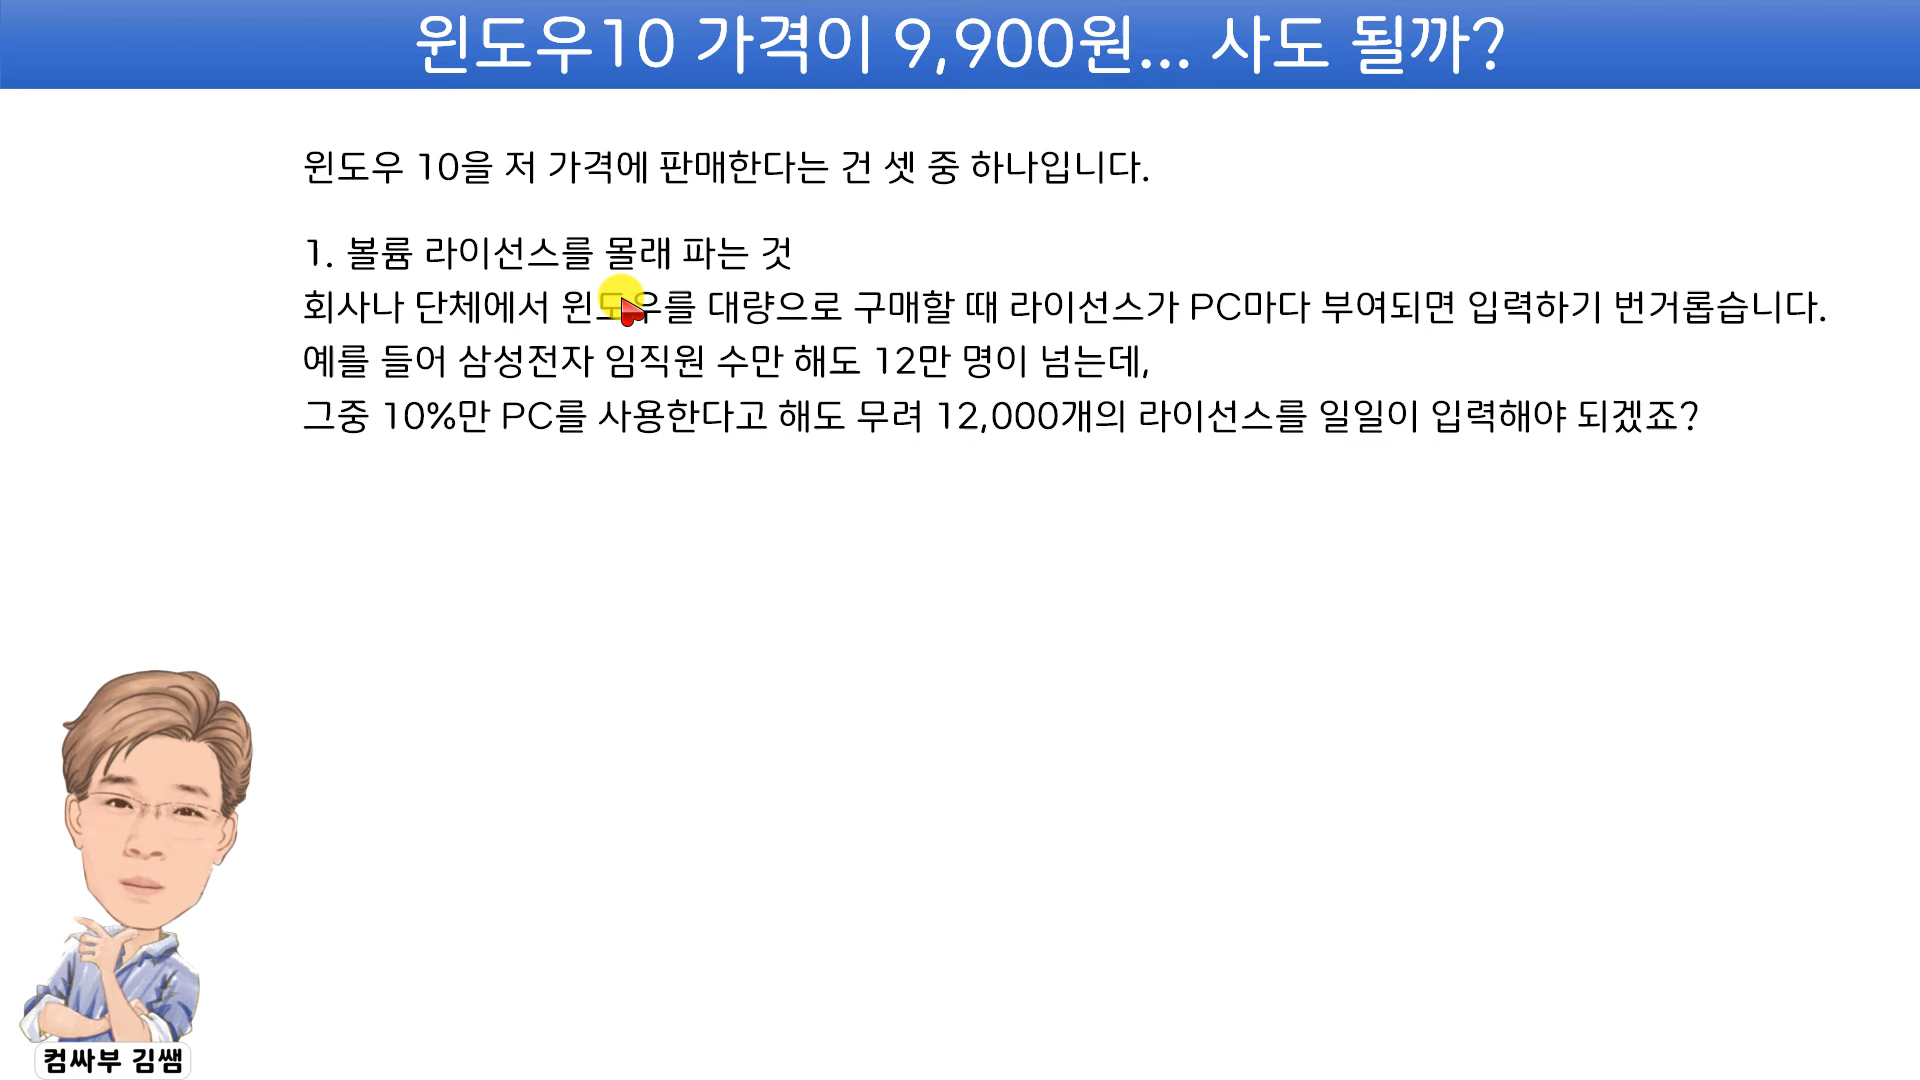 윈도우10 가격이 9,900원... 사도 될까?
윈도우 10을 저 가격에 판매한다는 건 셋 중 하나입니다.
1. 볼륨 라이선스를 몰래 파는 것
회사나 단체에서 윈도우를 대량으로 구매할 때 라이선스가 PC마다 부여되면 입력하기 번거롭습니다.
예를 들어 삼성전자 임직원 수만 해도 12만 명이 넘는데,
그중 10%만 PC를 사용한다고 해도 무려 12,000개의 라이선스를 일일이 입력해야 되겠죠?
컴싸부 김쌤